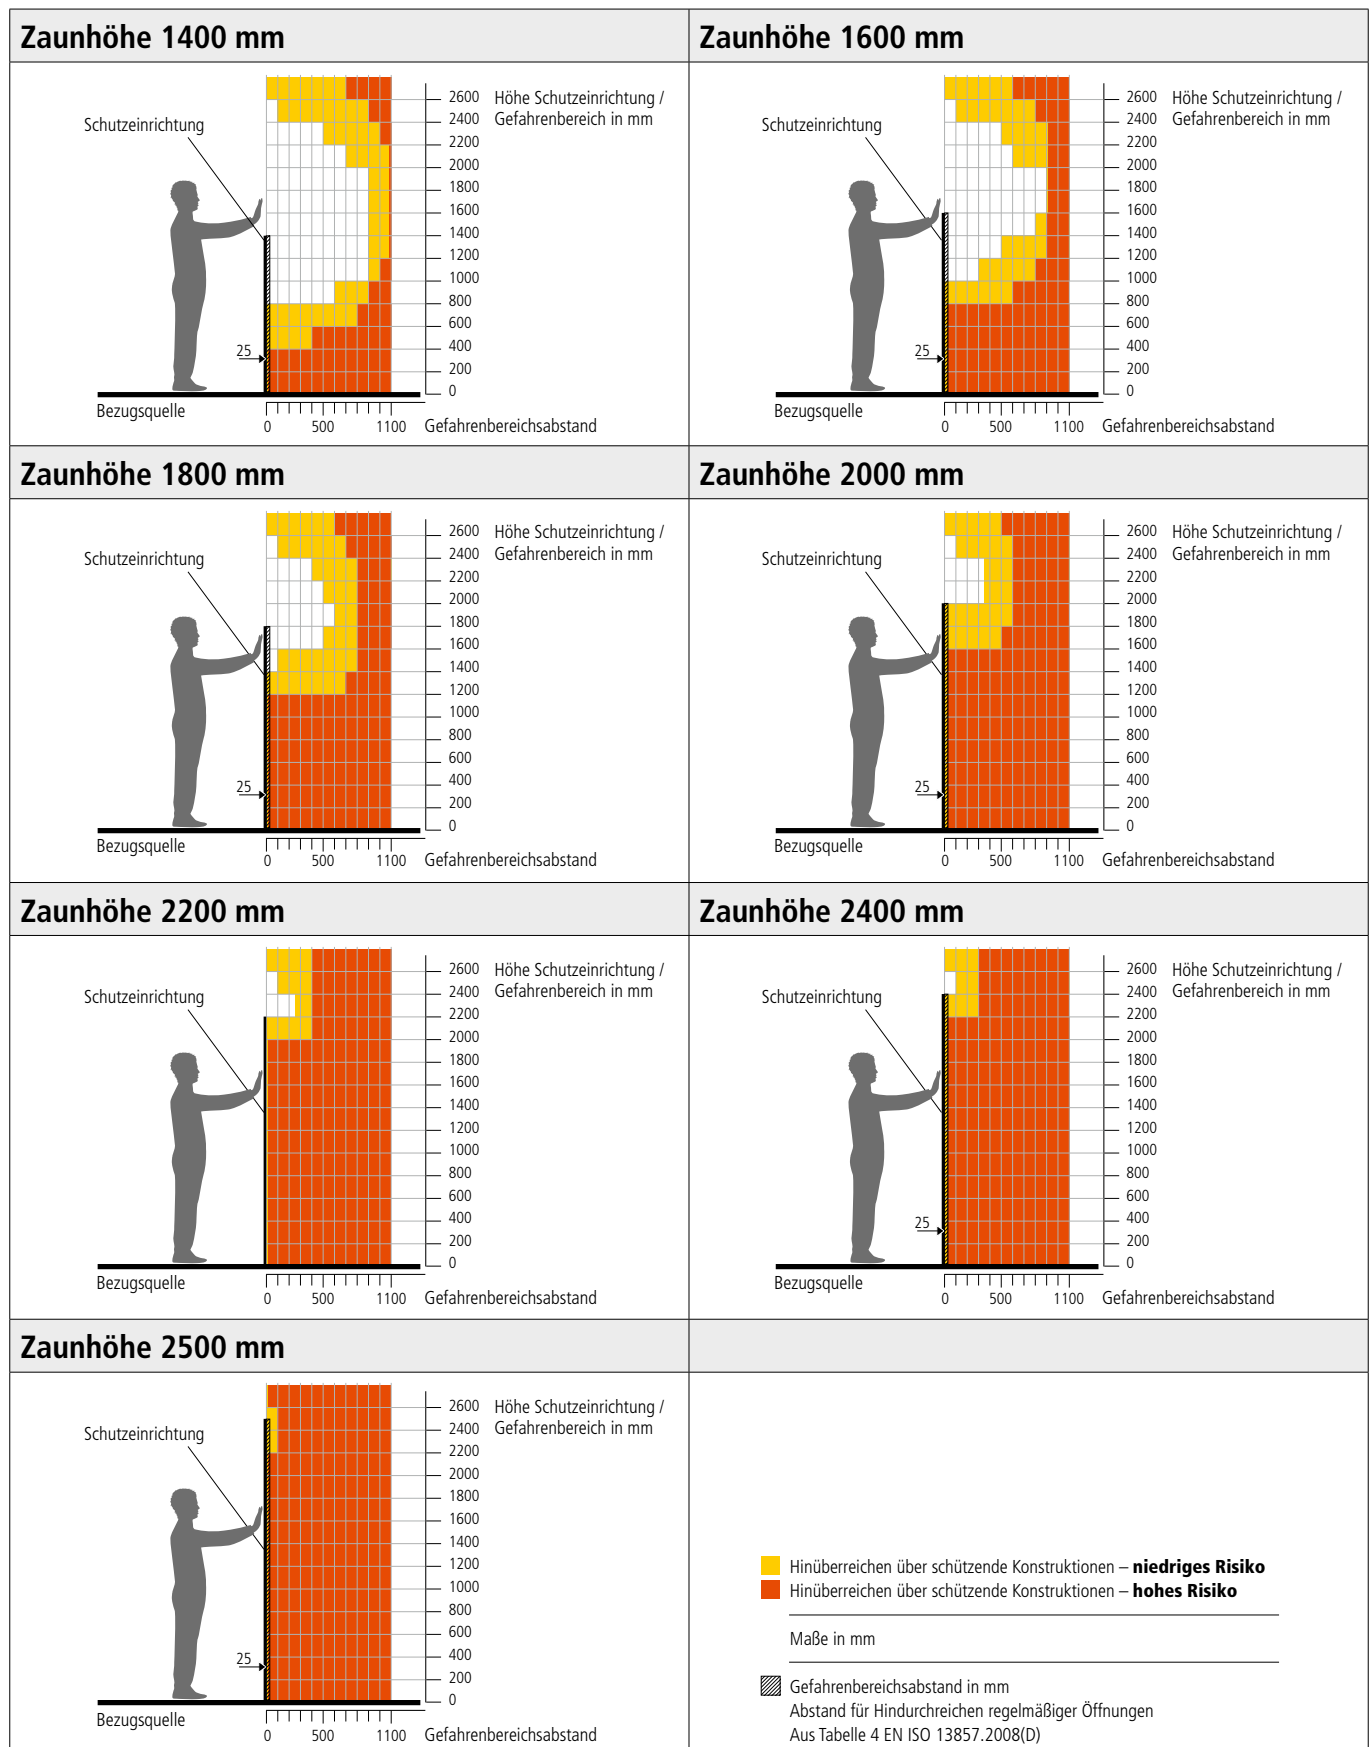 Zaunhöhe 1400 mm
Schutzeinrichtung
2600
2400
2200
2000
1800
1600
1400
1200
1000
800
600
400
200
0
Höhe Schutzeinrichtung /
Gefahrenbereich in mm
25
Bezugsquelle
0 500 1100 Gefahrenbereichsabstand
Zaunhöhe 1600 mm
Schutzeinrichtung
2600
2400
2200
2000
1800
1600
1400
1200
1000
800
600
400
200
0
Höhe Schutzeinrichtung /
Gefahrenbereich in mm
25
Bezugsquelle
0 500 1100 Gefahrenbereichsabstand
Zaunhöhe 1800 mm
Schutzeinrichtung
2600
2400
2200
2000
1800
1600
1400
1200
1000
800
600
400
200
0
Höhe Schutzeinrichtung /
Gefahrenbereich in mm
25
Bezugsquelle
0 500 1100 Gefahrenbereichsabstand
Zaunhöhe 2000 mm
Schutzeinrichtung
2600
2400
2200
2000
1800
1600
1400
1200
1000
800
600
400
200
0
Höhe Schutzeinrichtung /
Gefahrenbereich in mm
25
Bezugsquelle
0 500 1100 Gefahrenbereichsabstand
Zaunhöhe 2200 mm
Schutzeinrichtung
2600
2400
2200
2000
1800
1600
1400
1200
1000
800
600
400
200
0
Höhe Schutzeinrichtung /
Gefahrenbereich in mm
Bezugsquelle
0 500 1100 Gefahrenbereichsabstand
Zaunhöhe 2400 mm
Schutzeinrichtung
2600
2400
2200
2000
1800
1600
1400
1200
1000
800
600
400
200
0
Höhe Schutzeinrichtung /
Gefahrenbereich in mm
25
Bezugsquelle
0 500 1100 Gefahrenbereichsabstand
Zaunhöhe 2500 mm
Schutzeinrichtung
2600
2400
2200
2000
1800
1600
1400
1200
1000
800
600
400
200
0
Höhe Schutzeinrichtung /
Gefahrenbereich in mm
25
Bezugsquelle
0 500 1100 Gefahrenbereichsabstand
Hinüberreichen über schützende Konstruktionen – niedriges Risiko
Hinüberreichen über schützende Konstruktionen – hohes Risiko
Maße in mm
Gefahrenbereichsabstand in mm
Abstand für Hindurchreichen regelmäßiger Öffnungen
Aus Tabelle 4 EN ISO 13857.2008(D)